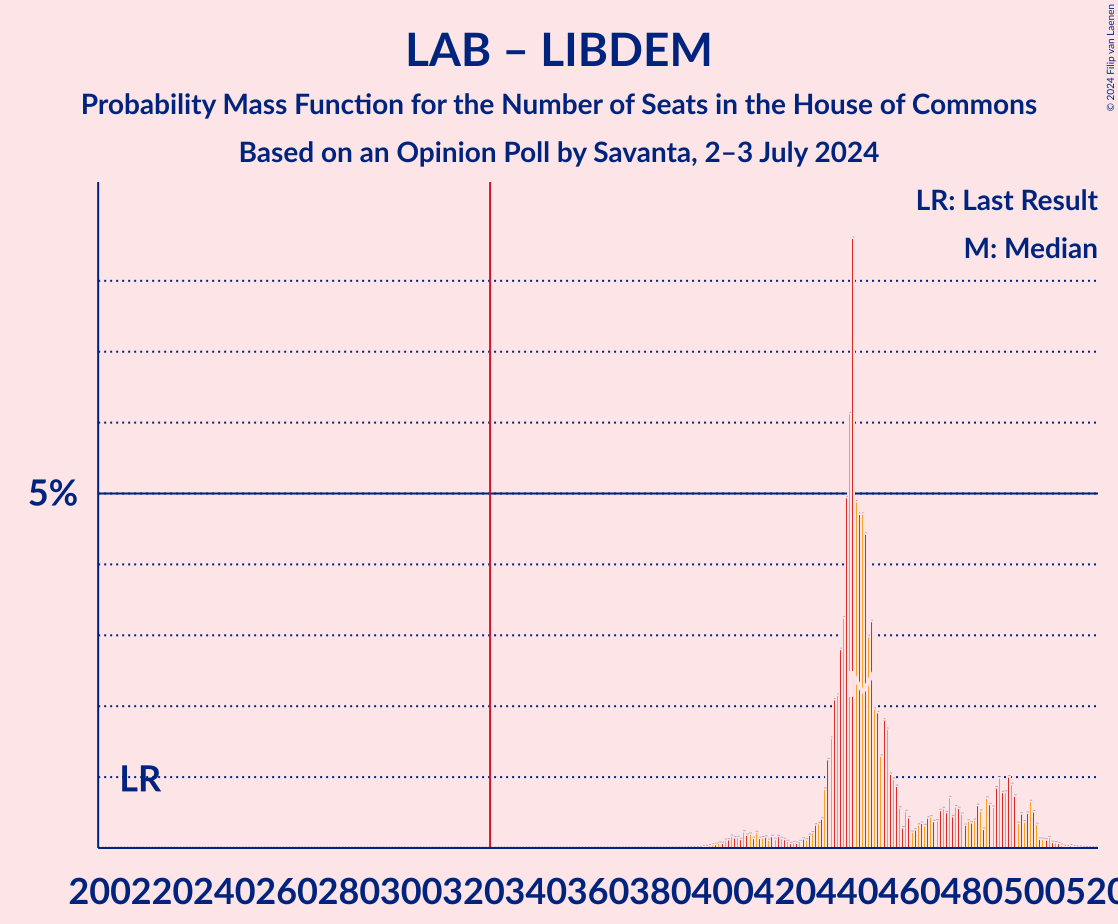 LAB – LIBDEM
Probability Mass Function for the Number of Seats in the House of Commons
Based on an Opinion Poll by Savanta, 2–3 July 2024
© 2024 Filip van Laenen
LR: Last Result
M: Median
5%
LR
200220240260280300320340360380400420440460480500520